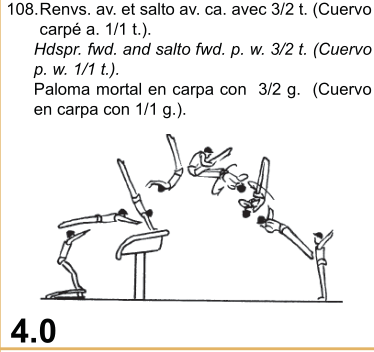 108.Renvs. av. et salto av. ca. avec 3/2 t. (Cuervo
carpé a. 1/1 t.).
Hdspr. fwd. and salto fwd. p. w. 3/2 t. (Cuervo
p. w. 1/1 t.).
Paloma mortal en carpa con 3/2 g. (Cuervo
en carpa con 1/1 g.).
4.0